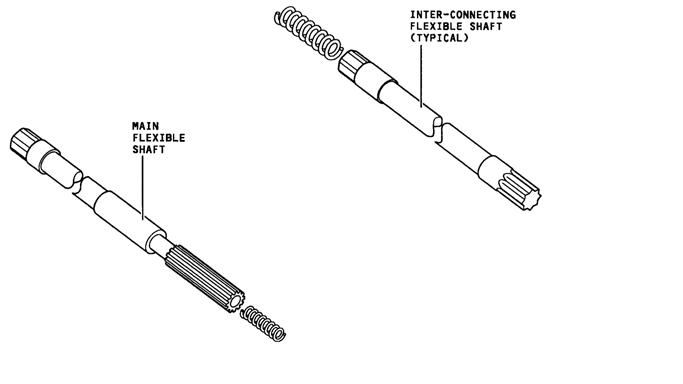 INTER-CONNECTING
FLEXIBLE SHAFT
(TYPICAL)
MAIN
FLEXIBLE
SHAFT